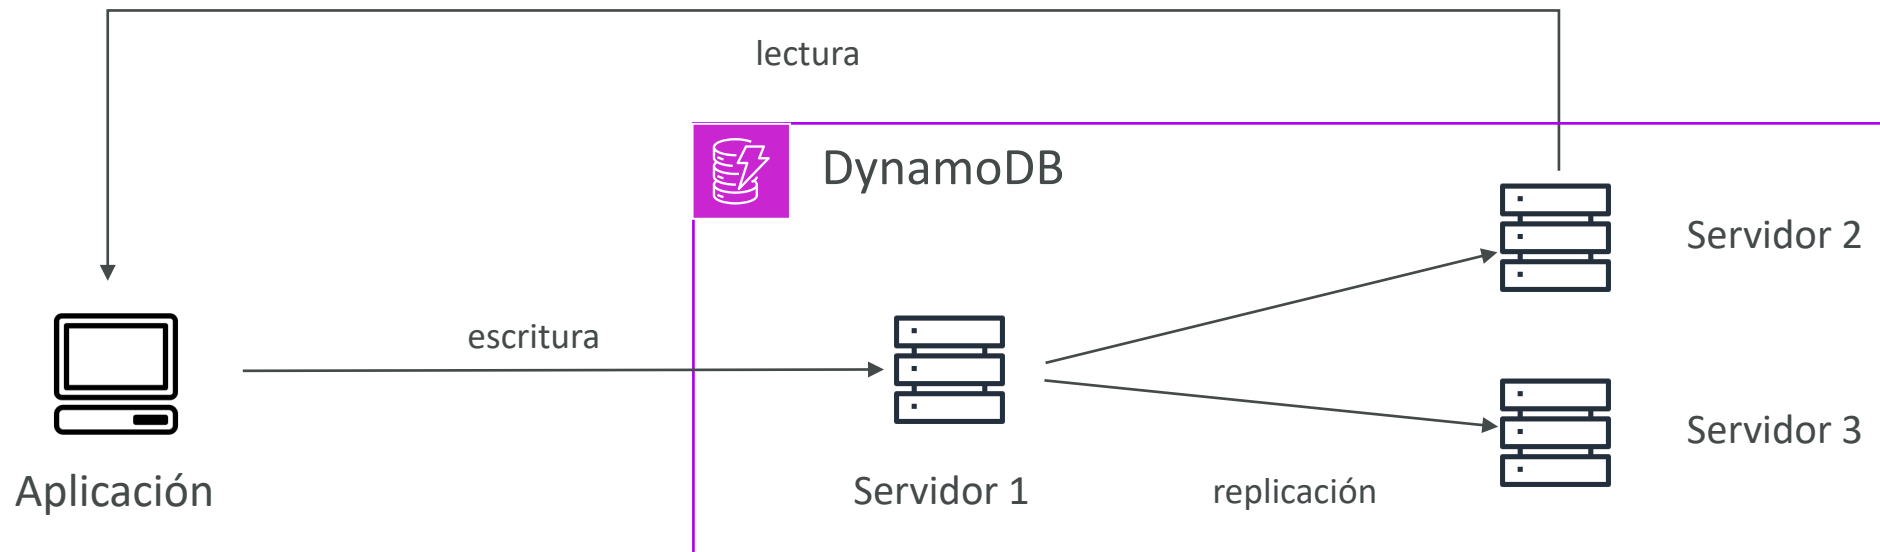 lectura
DynamoDB
Servidor 2
escritura
Servidor 3
Aplicación
Servidor 1
replicación